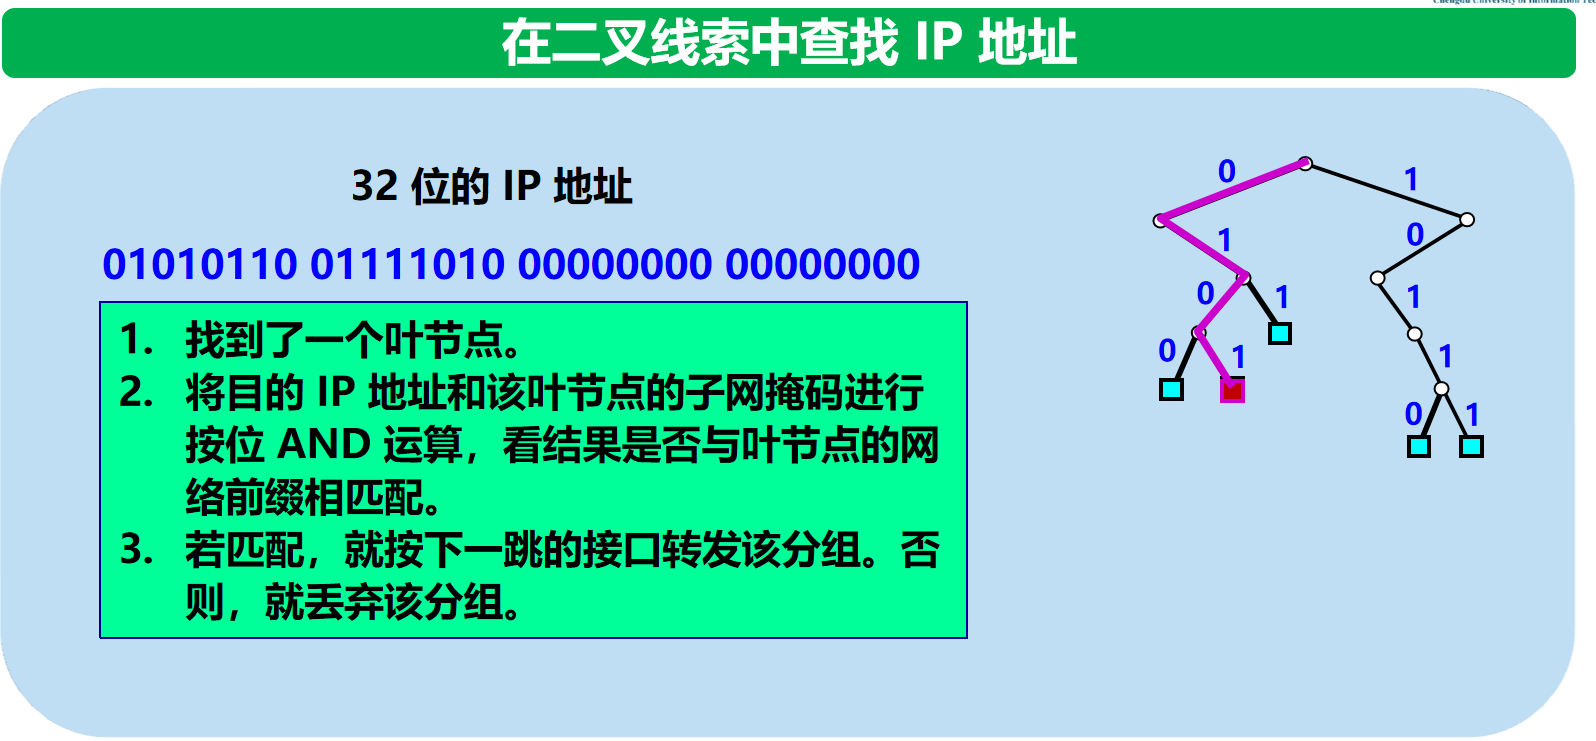 Chengdu University of Information Tec
在二叉线索中查找 IP 地址
32 位的 IP 地址
01010110 01111010 00000000 00000000
1. 找到了一个叶节点。
2. 将目的 IP 地址和该叶节点的子网掩码进行
按位 AND 运算，看结果是否与叶节点的网
络前缀相匹配。
3. 若匹配，就按下一跳的接口转发该分组。否
则，就丢弃该分组。
0
1
1
0
0
1
1
0
1
1
0
1